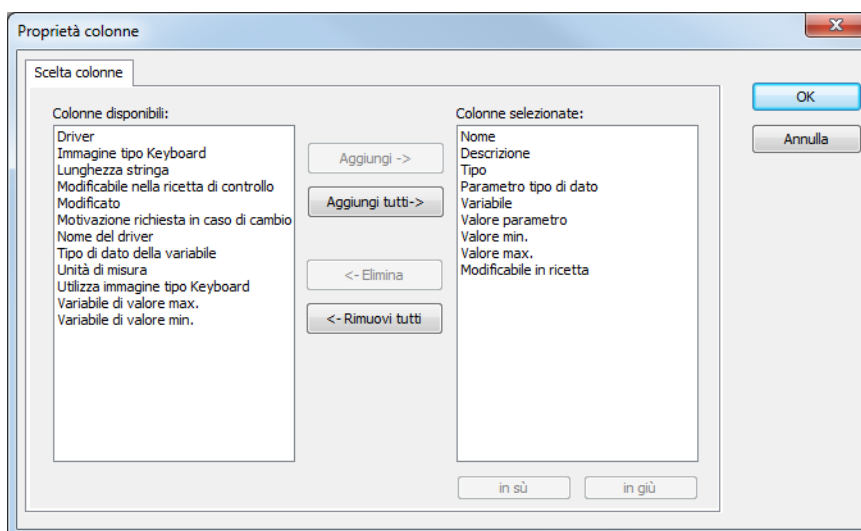 Proprietà colonne
Scelta colonne
Colonne disponibili:
Driver
Immagine tipo Keyboard
Lunghezza stringa
Modificabile nella ricetta di controllo
Modificato
Motivazione richiesta in caso di cambio
Nome del driver
Tipo di dato della variabile
Unità di misura
Utilizza immagine tipo Keyboard
Variabile di valore max.
Variabile di valore min.
Aggiungi ->
Aggiungi tutti->
<- Elimina
<- Rimuovi tutti
Colonne selezionate:
Nome
Descrizione
Tipo
Parametro tipo di dato
Variabile
Valore parametro
Valore min.
Valore max.
Modificabile in ricetta
in sù
in giù
OK
Annulla